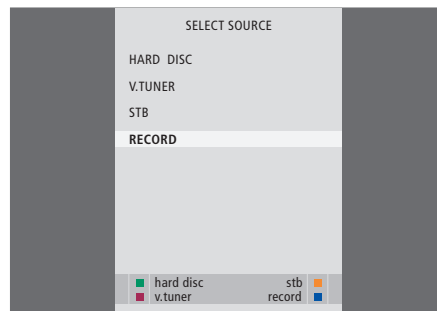 SELECT SOURCE
HARD DISC
V.TUNER
STB
RECORD
hard disc stb
v.tuner record